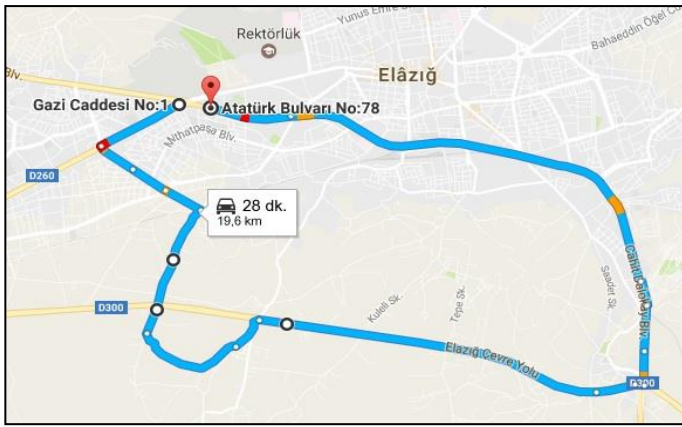 Yunus Emre
Bahaeddin Öğel C
Rektörlük
Blv.
Elâzığ
Gazi Caddesi No:1
Atatürk Bulvarı No:78
Mithatpaşa Blv.
D260
28 dk.
19,6 km
Saadet Sk.
Kuleli Sk.
Tepe Sk.
D300
Elazığ Çevre Yolu
D300